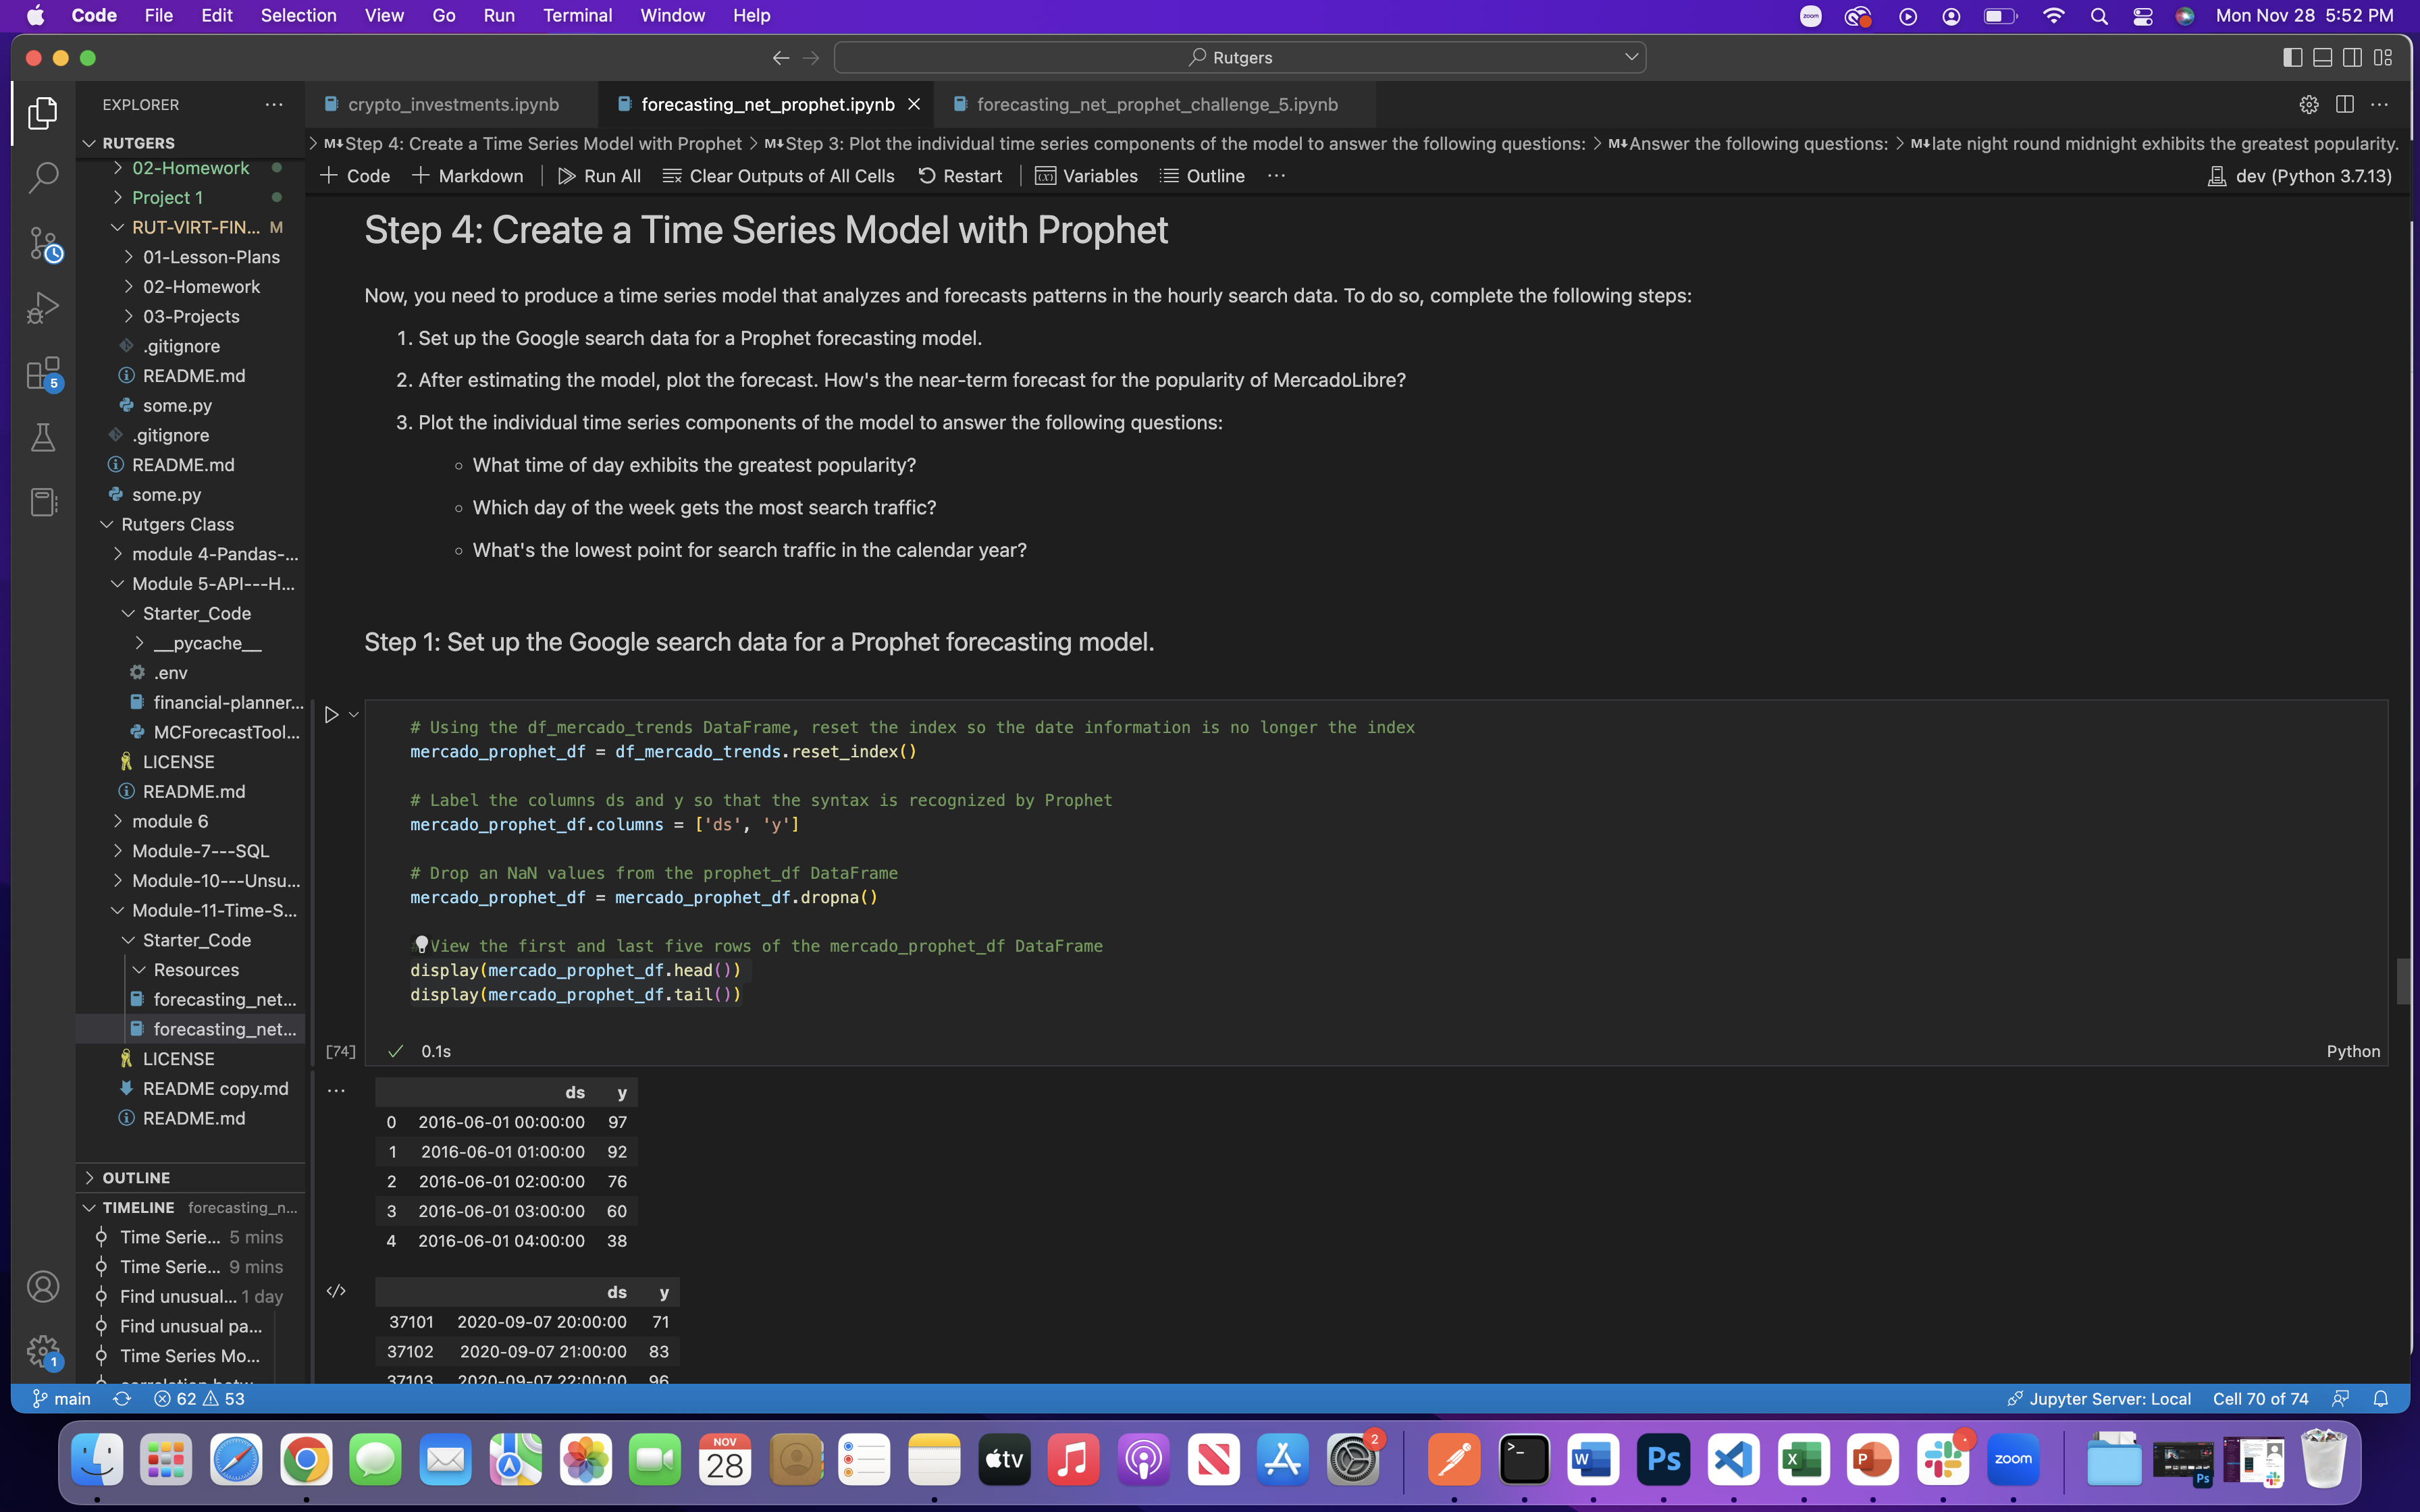 Code File Edit Selection View Go Run Terminal Window Help
zoom
Mon Nov 28 5:52 PM
Rutgers
EXPLORER
crypto_investments.ipynb
forecasting_net_prophet.ipynb
forecasting_net_prophet_challenge_5.ipynb
RUTGERS
Step 4: Create a Time Series Model with Prophet > Step 3: Plot the individual time series components of the model to answer the following questions: > Answer the following questions: > late night round midnight exhibits the greatest popularity.
+ Code + Markdown Run All Clear Outputs of All Cells Restart Variables Outline ...
dev (Python 3.7.13)
02-Homework
Project 1
RUT-VIRT-FIN... M
01-Lesson-Plans
02-Homework
03-Projects
.gitignore
README.md
some.py
.gitignore
README.md
some.py
Rutgers Class
module 4-Pandas-...
Module 5-API---H...
Starter_Code
__pycache__
.env
financial-planner...
MCForecastTool...
LICENSE
README.md
module 6
Module-7---SQL
Module-10---Unsu...
Module-11-Time-S...
Starter_Code
Resources
forecasting_net...
forecasting_net...
LICENSE
README copy.md
README.md
OUTLINE
TIMELINE forecasting_n...
Time Serie... 5 mins
Time Serie... 9 mins
Find unusual... 1 day
Find unusual pa...
Time Series Mo...
5
1
Step 4: Create a Time Series Model with Prophet
Now, you need to produce a time series model that analyzes and forecasts patterns in the hourly search data. To do so, complete the following steps:
1. Set up the Google search data for a Prophet forecasting model.
2. After estimating the model, plot the forecast. How's the near-term forecast for the popularity of MercadoLibre?
3. Plot the individual time series components of the model to answer the following questions:
What time of day exhibits the greatest popularity?
Which day of the week gets the most search traffic?
What's the lowest point for search traffic in the calendar year?
Step 1: Set up the Google search data for a Prophet forecasting model.
# Using the df_mercado_trends DataFrame, reset the index so the date information is no longer the index
mercado_prophet_df = df_mercado_trends.reset_index()
# Label the columns ds and y so that the syntax is recognized by Prophet
mercado_prophet_df.columns = ['ds', 'y']
# Drop an NaN values from the prophet_df DataFrame
mercado_prophet_df = mercado_prophet_df.dropna()
# View the first and last five rows of the mercado_prophet_df DataFrame
display(mercado_prophet_df.head())
display(mercado_prophet_df.tail())
[74] 0.1s
Python
ds y
0 2016-06-01 00:00:00 97
1 2016-06-01 01:00:00 92
2 2016-06-01 02:00:00 76
3 2016-06-01 03:00:00 60
4 2016-06-01 04:00:00 38
ds y
37101 2020-09-07 20:00:00 71
37102 2020-09-07 21:00:00 83
37103 2020-09-07 22:00:00 96
main 62 53
Jupyter Server: Local Cell 70 of 74
NOV
28
tv
2
W
Ps
X
P
zoom
Ps